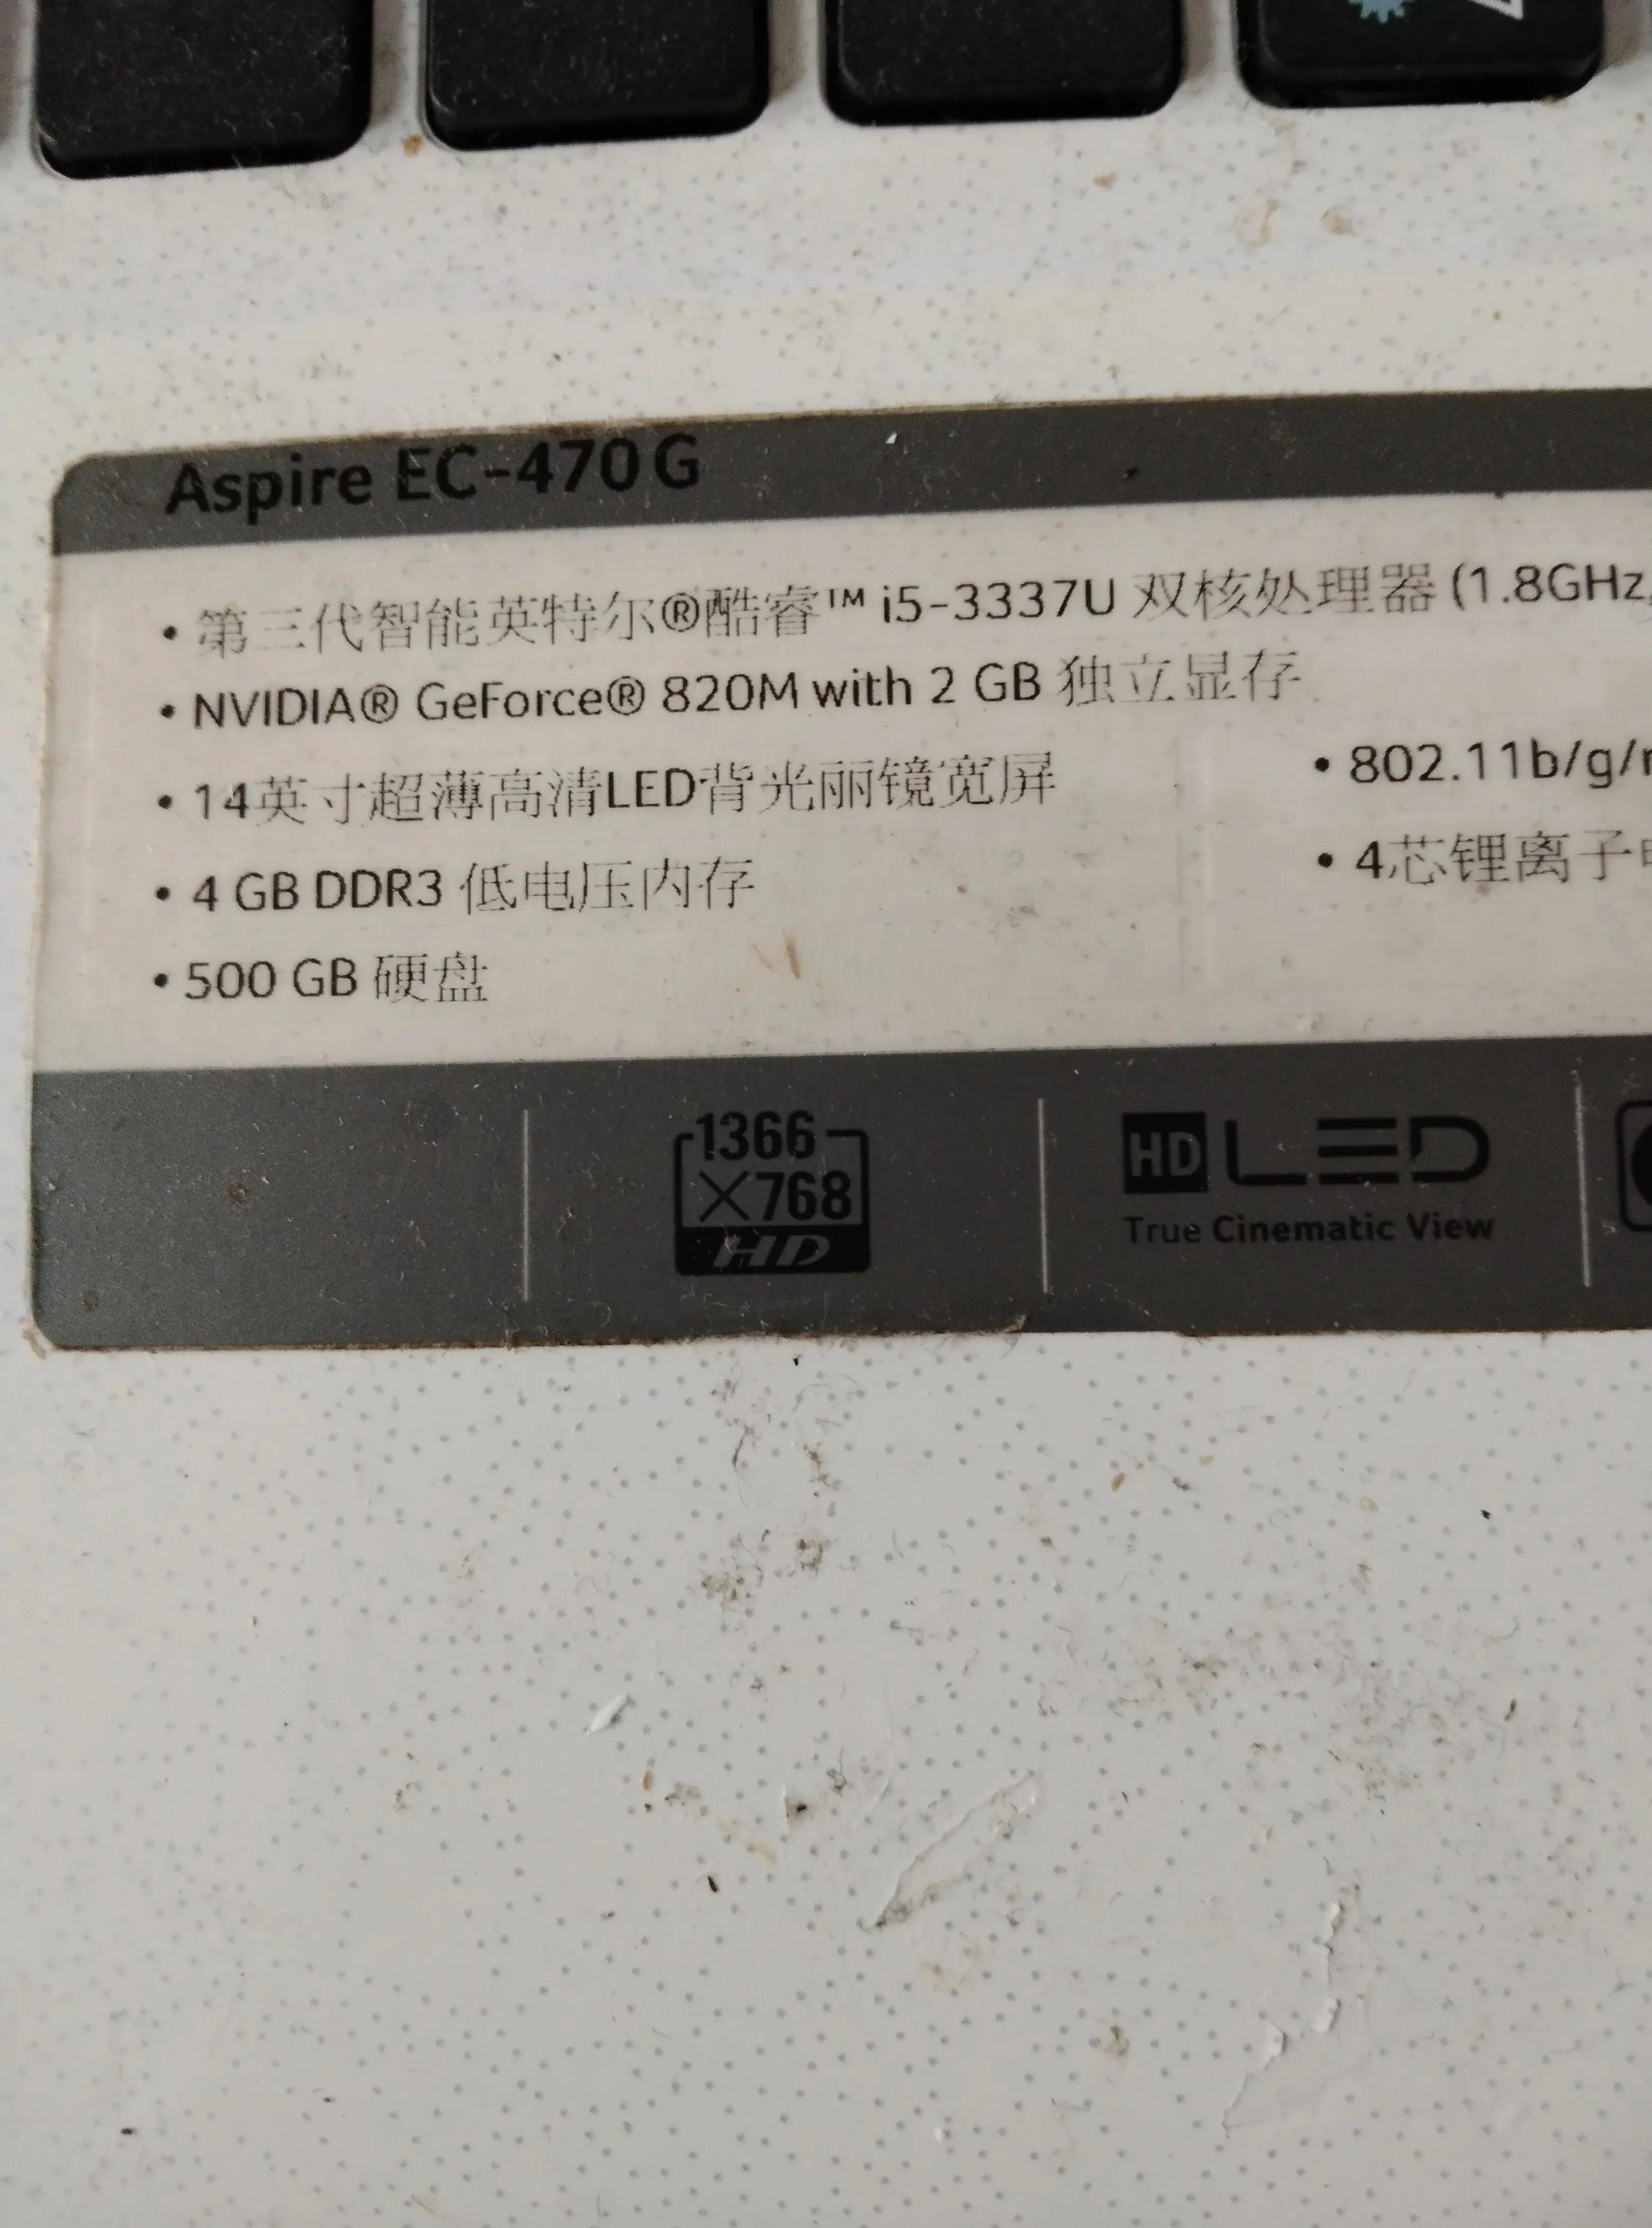 Aspire EC-470G
• 第三代智能英特尔®酷睿™ i5-3337U 双核处理器 (1.8GHz,
• NVIDIA® GeForce® 820M with 2 GB 独立显存
• 14英寸超薄高清LED背光丽镜宽屏
• 802.11b/g/
• 4 GB DDR3 低电压内存
• 4芯锂离子
• 500 GB 硬盘
1366
X768
HD
HD LED
True Cinematic View